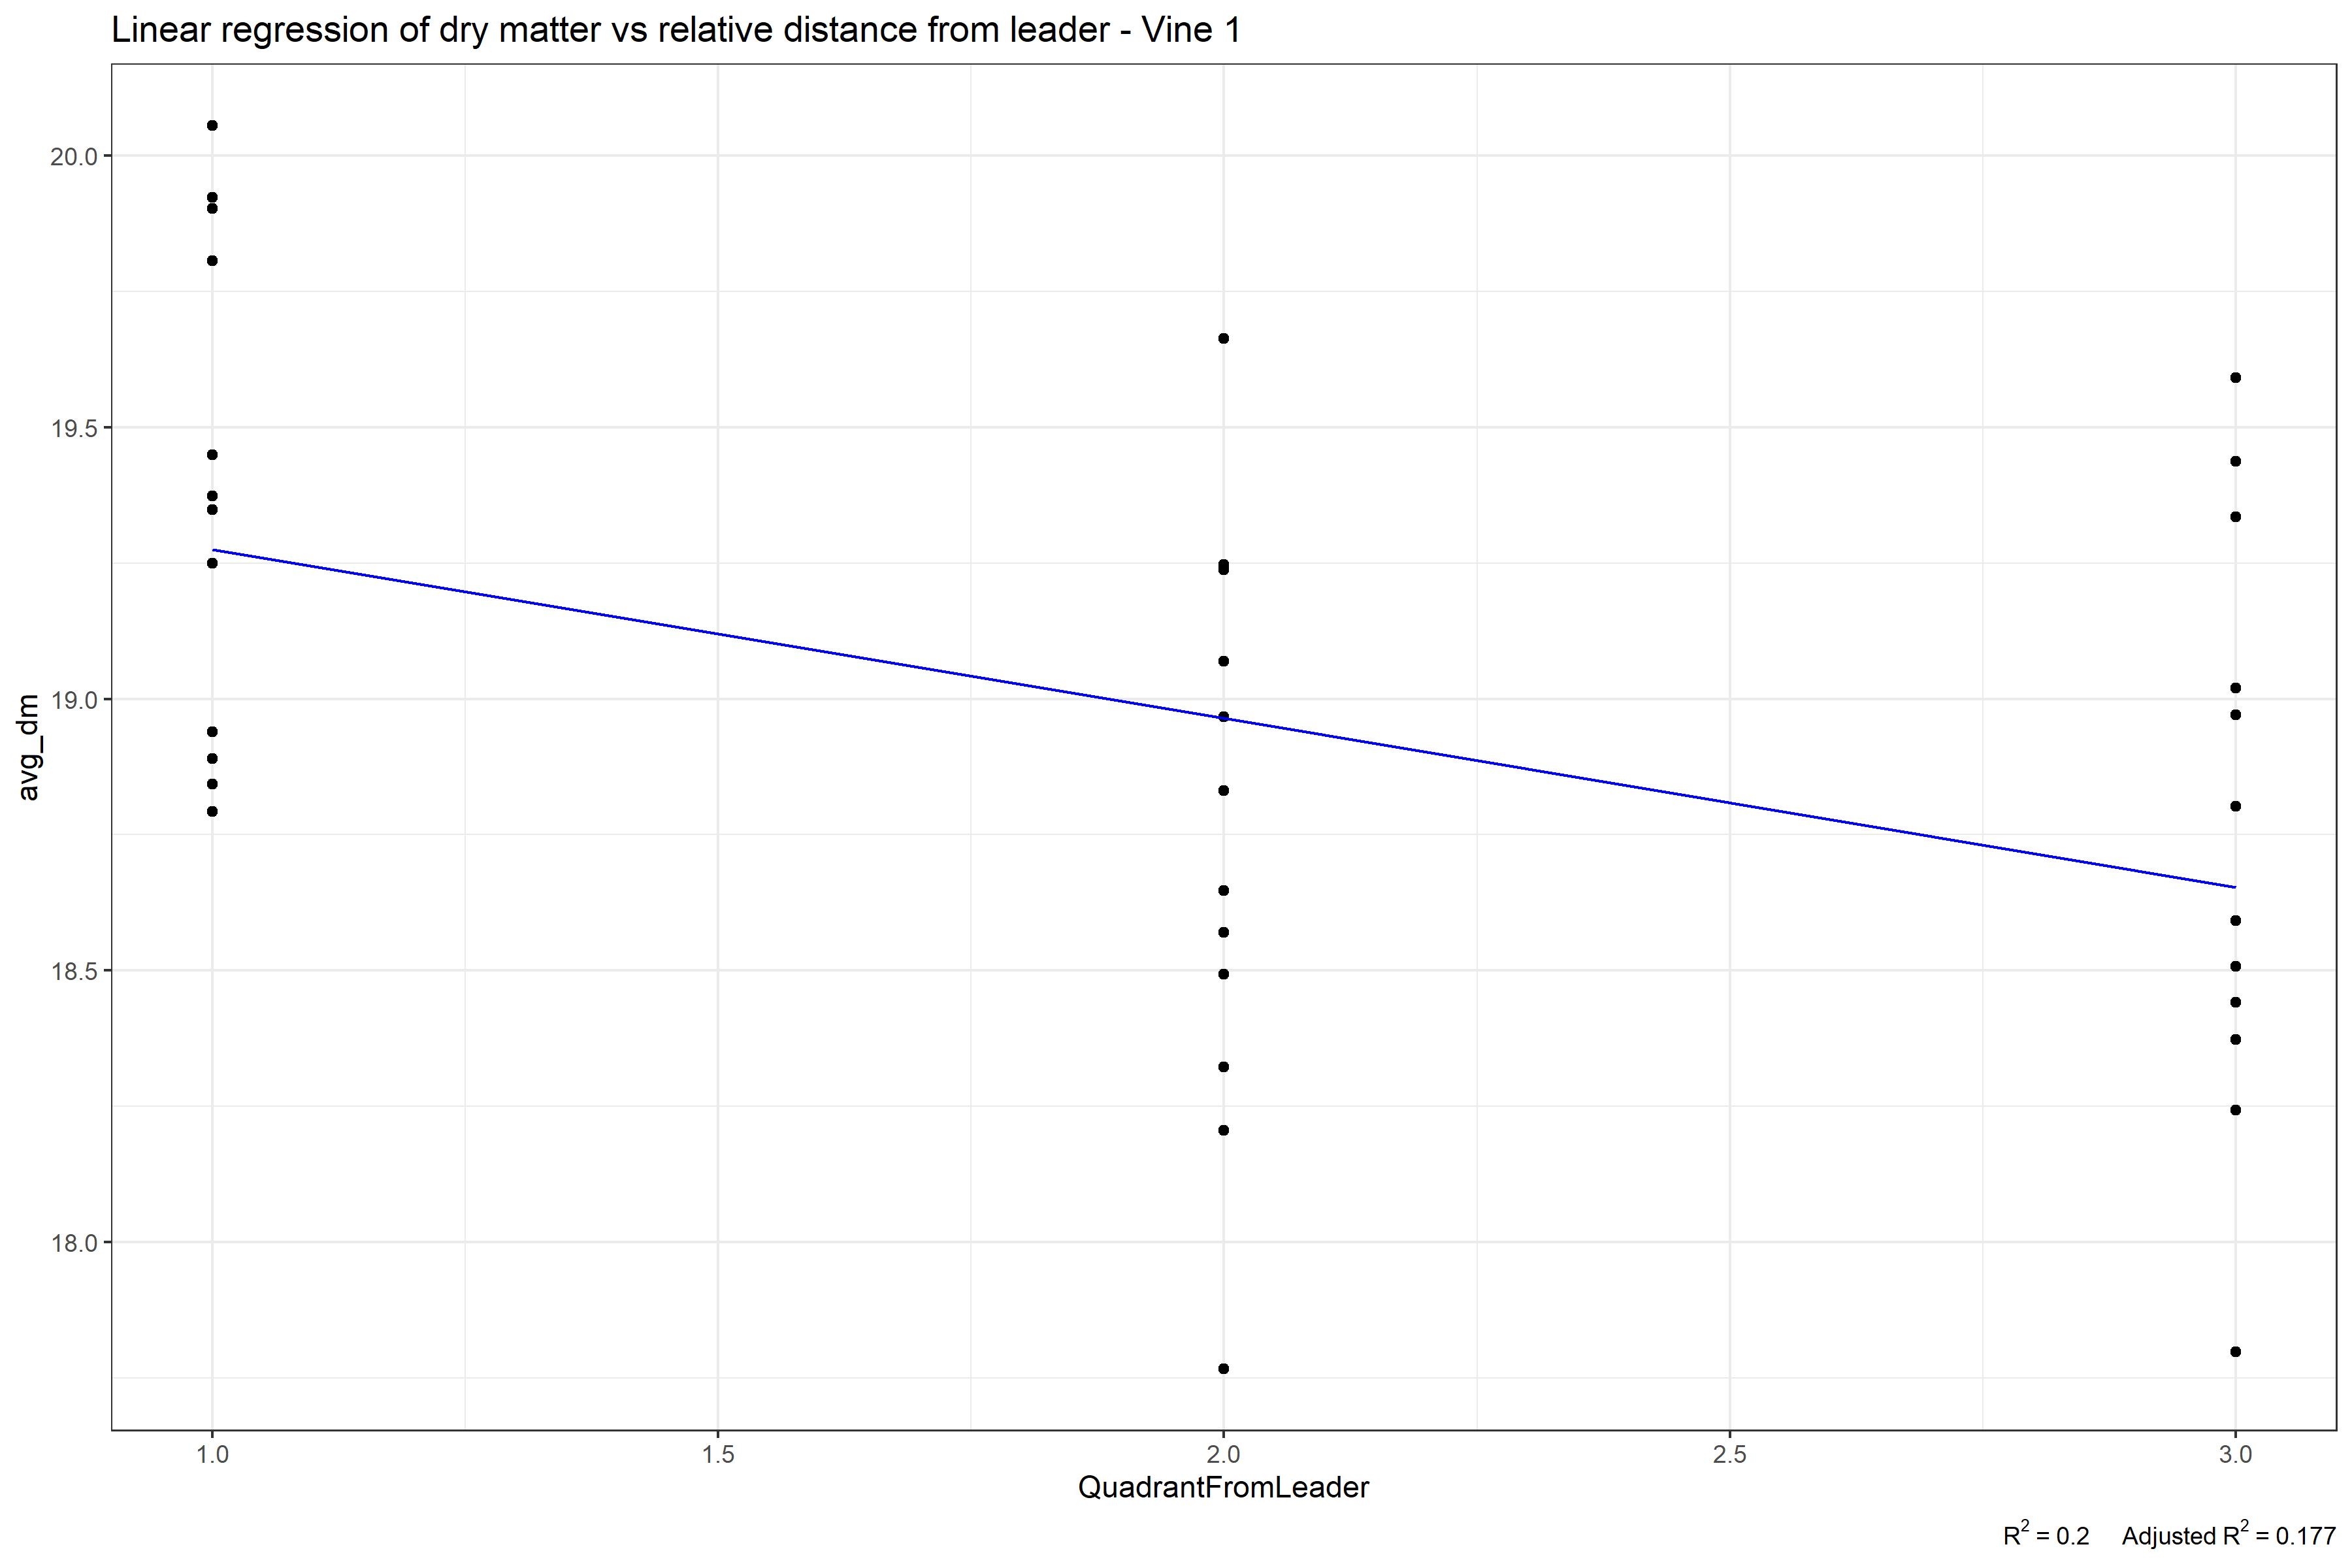 Linear regression of dry matter vs relative distance from leader - Vine 1
20.0
19.5
19.0
18.5
18.0
avg_dm
1.0 1.5 2.0 2.5 3.0
QuadrantFromLeader
R² = 0.2 Adjusted R² = 0.177